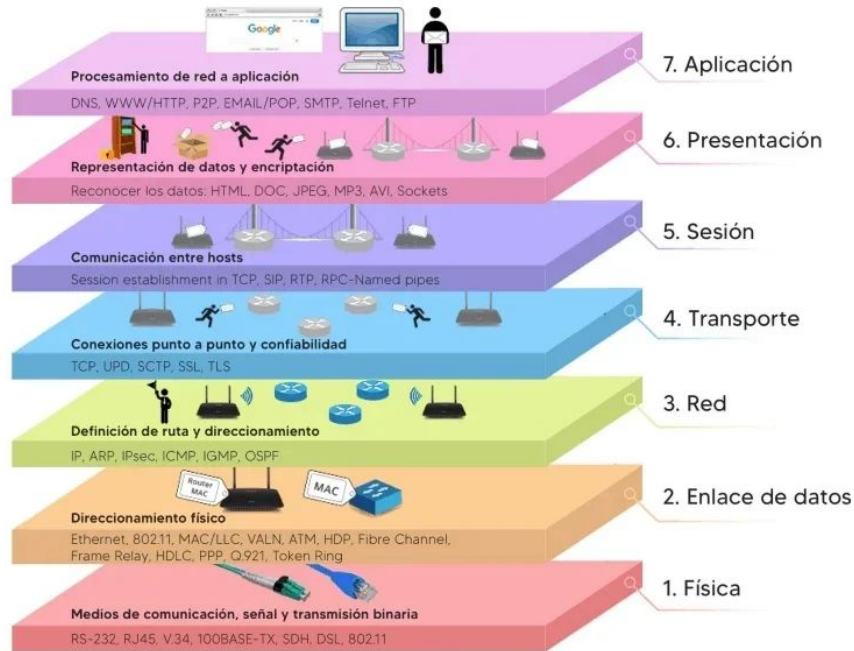 Google
Procesamiento de red a aplicación
DNS, WWW/HTTP, P2P, EMAIL/POP, SMTP, Telnet, FTP
7. Aplicación
Representación de datos y encriptación
Reconocer los datos: HTML, DOC, JPEG, MP3, AVI, Sockets
6. Presentación
Comunicación entre hosts
Session establishment in TCP, SIP, RTP, RPC-Named pipes
5. Sesión
Conexiones punto a punto y confiabilidad
TCP, UPD, SCTP, SSL, TLS
4. Transporte
Definición de ruta y direccionamiento
IP, ARP, IPsec, ICMP, IGMP, OSPF
3. Red
Router
MAC
MAC
Direccionamiento físico
Ethernet, 802.11, MAC/LLC, VALN, ATM, HDP, Fibre Channel,
Frame Relay, HDLC, PPP, Q.921, Token Ring
2. Enlace de datos
Medios de comunicación, señal y transmisión binaria
RS-232, RJ45, V.34, 100BASE-TX, SDH, DSL, 802.11
1. Física